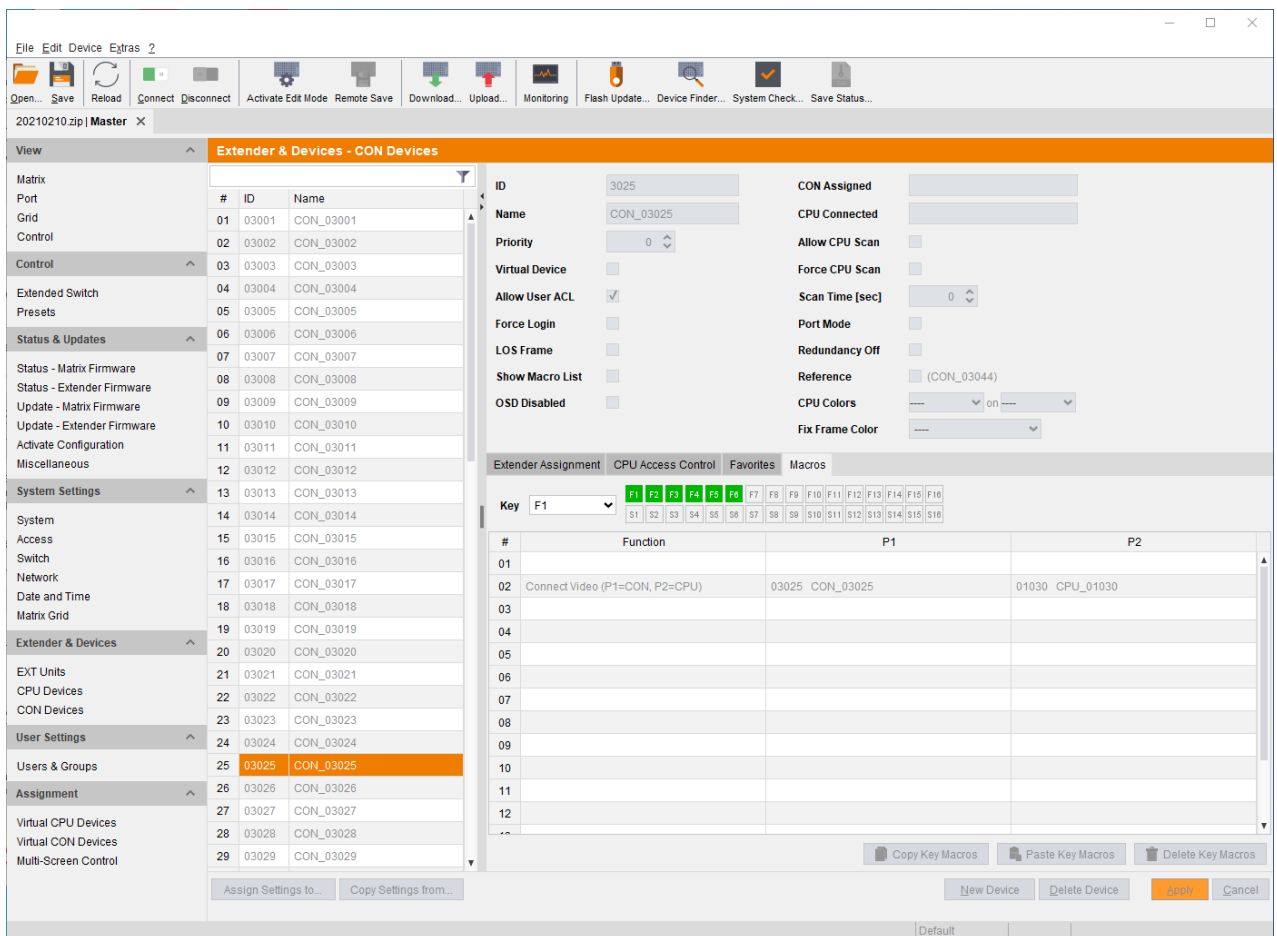 File Edit Device Extras ?
Open... Save Reload Connect Disconnect Activate Edit Mode Remote Save Download... Upload... Monitoring Flash Update... Device Finder... System Check... Save Status...
20210210.zip | Master
View
Matrix
Port
Grid
Control
Control
Extended Switch
Presets
Status & Updates
Status - Matrix Firmware
Status - Extender Firmware
Update - Matrix Firmware
Update - Extender Firmware
Activate Configuration
Miscellaneous
System Settings
System
Access
Switch
Network
Date and Time
Matrix Grid
Extender & Devices
EXT Units
CPU Devices
CON Devices
User Settings
Users & Groups
Assignment
Virtual CPU Devices
Virtual CON Devices
Multi-Screen Control
Extender & Devices - CON Devices
# ID Name
01 03001 CON_03001
02 03002 CON_03002
03 03003 CON_03003
04 03004 CON_03004
05 03005 CON_03005
06 03006 CON_03006
07 03007 CON_03007
08 03008 CON_03008
09 03009 CON_03009
10 03010 CON_03010
11 03011 CON_03011
12 03012 CON_03012
13 03013 CON_03013
14 03014 CON_03014
15 03015 CON_03015
16 03016 CON_03016
17 03017 CON_03017
18 03018 CON_03018
19 03019 CON_03019
20 03020 CON_03020
21 03021 CON_03021
22 03022 CON_03022
23 03023 CON_03023
24 03024 CON_03024
25 03025 CON_03025
26 03026 CON_03026
27 03027 CON_03027
28 03028 CON_03028
29 03029 CON_03029
Assign Settings to... Copy Settings from...
ID 3025
Name CON_03025
Priority 0
Virtual Device
Allow User ACL
Force Login
LOS Frame
Show Macro List
OSD Disabled
CON Assigned
CPU Connected
Allow CPU Scan
Force CPU Scan
Scan Time [sec] 0
Port Mode
Redundancy Off
Reference (CON_03044)
CPU Colors ---- on ----
Fix Frame Color ----
Extender Assignment CPU Access Control Favorites Macros
Key F1
F1 F2 F3 F4 F5 F6 F7 F8 F9 F10 F11 F12 F13 F14 F15 F16
S1 S2 S3 S4 S5 S6 S7 S8 S9 S10 S11 S12 S13 S14 S15 S16
# Function P1 P2
01
02 Connect Video (P1=CON, P2=CPU) 03025 CON_03025 01030 CPU_01030
03
04
05
06
07
08
09
10
11
12
Copy Key Macros Paste Key Macros Delete Key Macros
New Device Delete Device Apply Cancel
Default